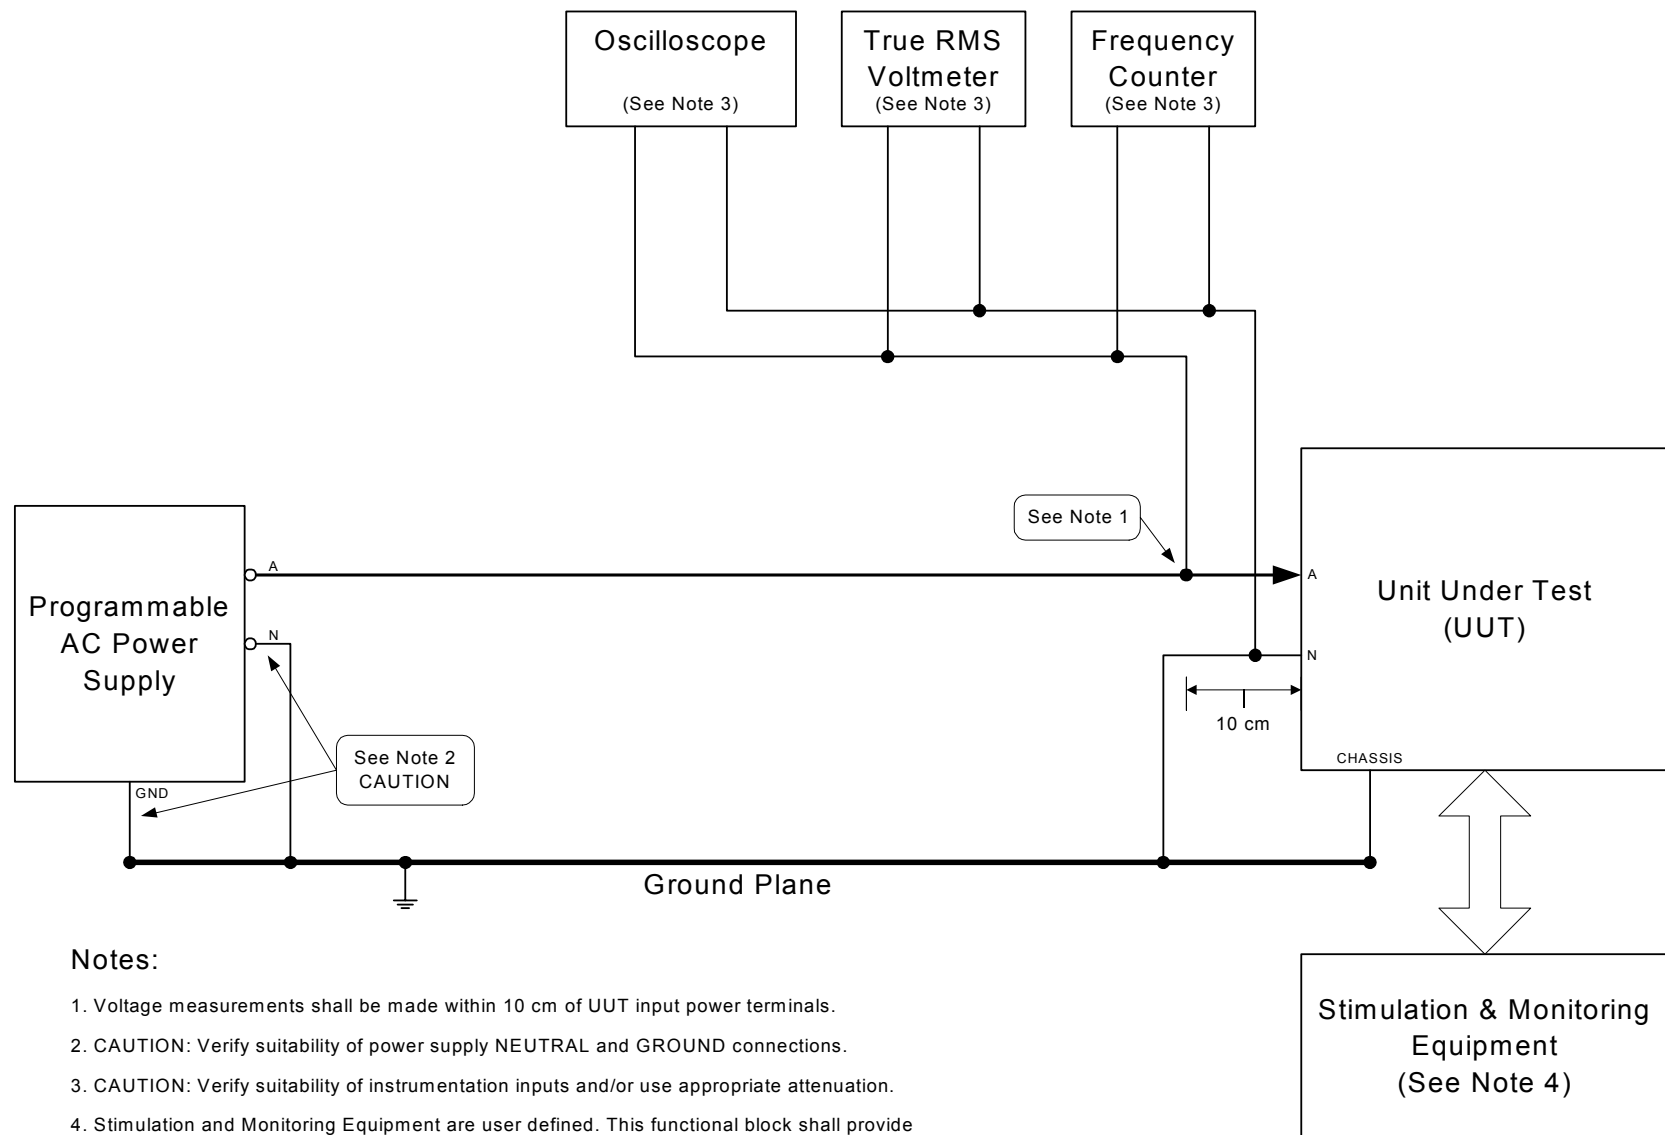 Oscilloscope
(See Note 3)
True RMS
Voltmeter
(See Note 3)
Frequency
Counter
(See Note 3)
See Note 1
Programmable
AC Power
Supply
A
N
GND
See Note 2
CAUTION
A
N
Unit Under Test
(UUT)
10 cm
CHASSIS
Ground Plane
Notes:
1. Voltage measurements shall be made within 10 cm of UUT input power terminals.
2. CAUTION: Verify suitability of power supply NEUTRAL and GROUND connections.
3. CAUTION: Verify suitability of instrumentation inputs and/or use appropriate attenuation.
4. Stimulation and Monitoring Equipment are user defined. This functional block shall provide
Stimulation & Monitoring
Equipment
(See Note 4)